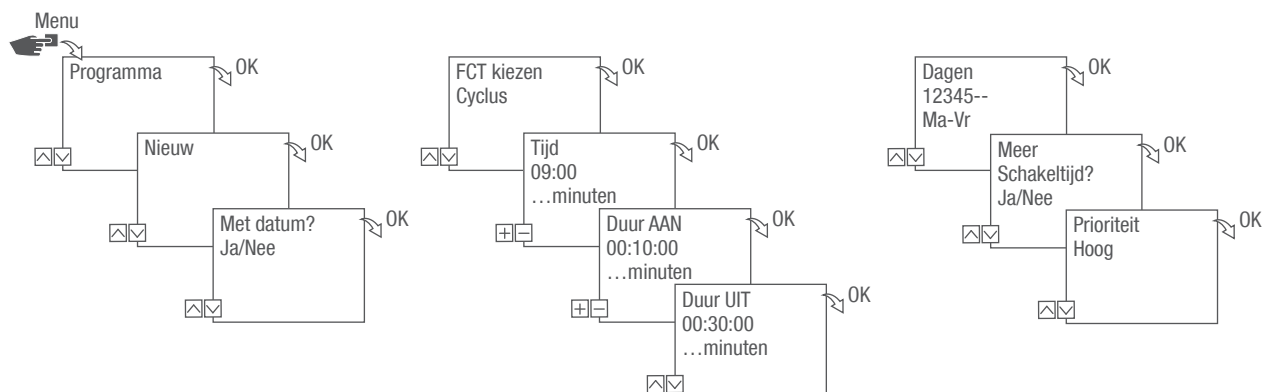 Menu
Programma
OK
Nieuw
OK
Met datum?
Ja/Nee
OK
FCT kiezen
Cyclus
OK
Tijd
09:00
…minuten
OK
Duur AAN
00:10:00
…minuten
OK
Duur UIT
00:30:00
…minuten
OK
Dagen
12345--
Ma-Vr
OK
Meer
Schakeltijd?
Ja/Nee
OK
Prioriteit
Hoog
OK